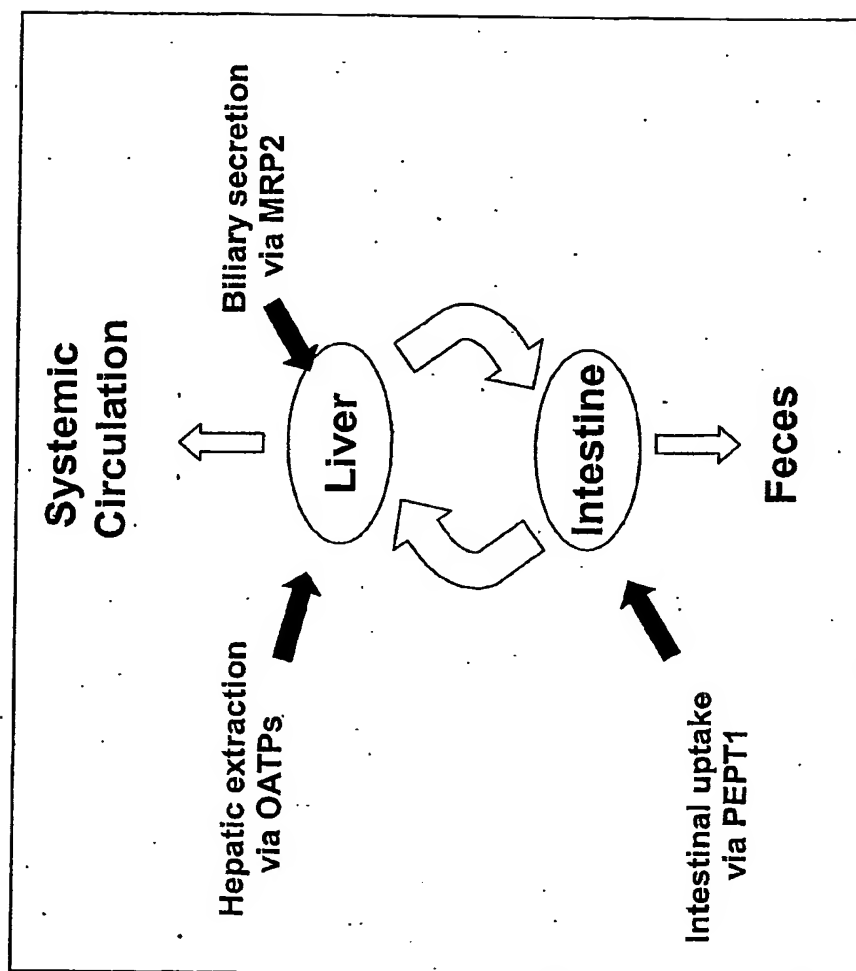 Systemic
Circulation
Hepatic extraction
via OATPs
Biliary secretion
via MRP2
Liver
Intestine
Intestinal uptake
via PEPT1
Feces